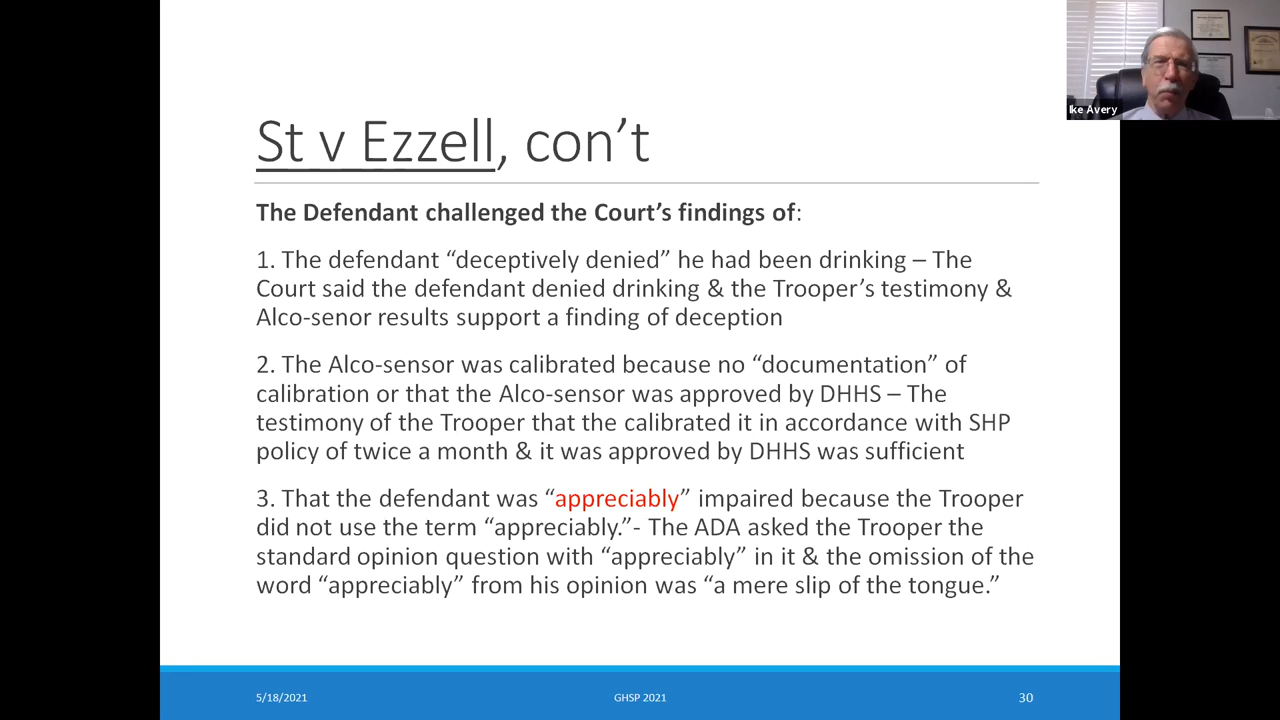 Ike Avery
St v Ezzell, con’t
The Defendant challenged the Court’s findings of:
1. The defendant “deceptively denied” he had been drinking – The
Court said the defendant denied drinking & the Trooper’s testimony &
Alco-senor results support a finding of deception
2. The Alco-sensor was calibrated because no “documentation” of
calibration or that the Alco-sensor was approved by DHHS – The
testimony of the Trooper that the calibrated it in accordance with SHP
policy of twice a month & it was approved by DHHS was sufficient
3. That the defendant was “appreciably” impaired because the Trooper
did not use the term “appreciably.”- The ADA asked the Trooper the
standard opinion question with “appreciably” in it & the omission of the
word “appreciably” from his opinion was “a mere slip of the tongue.”
5/18/2021
GHSP 2021
30